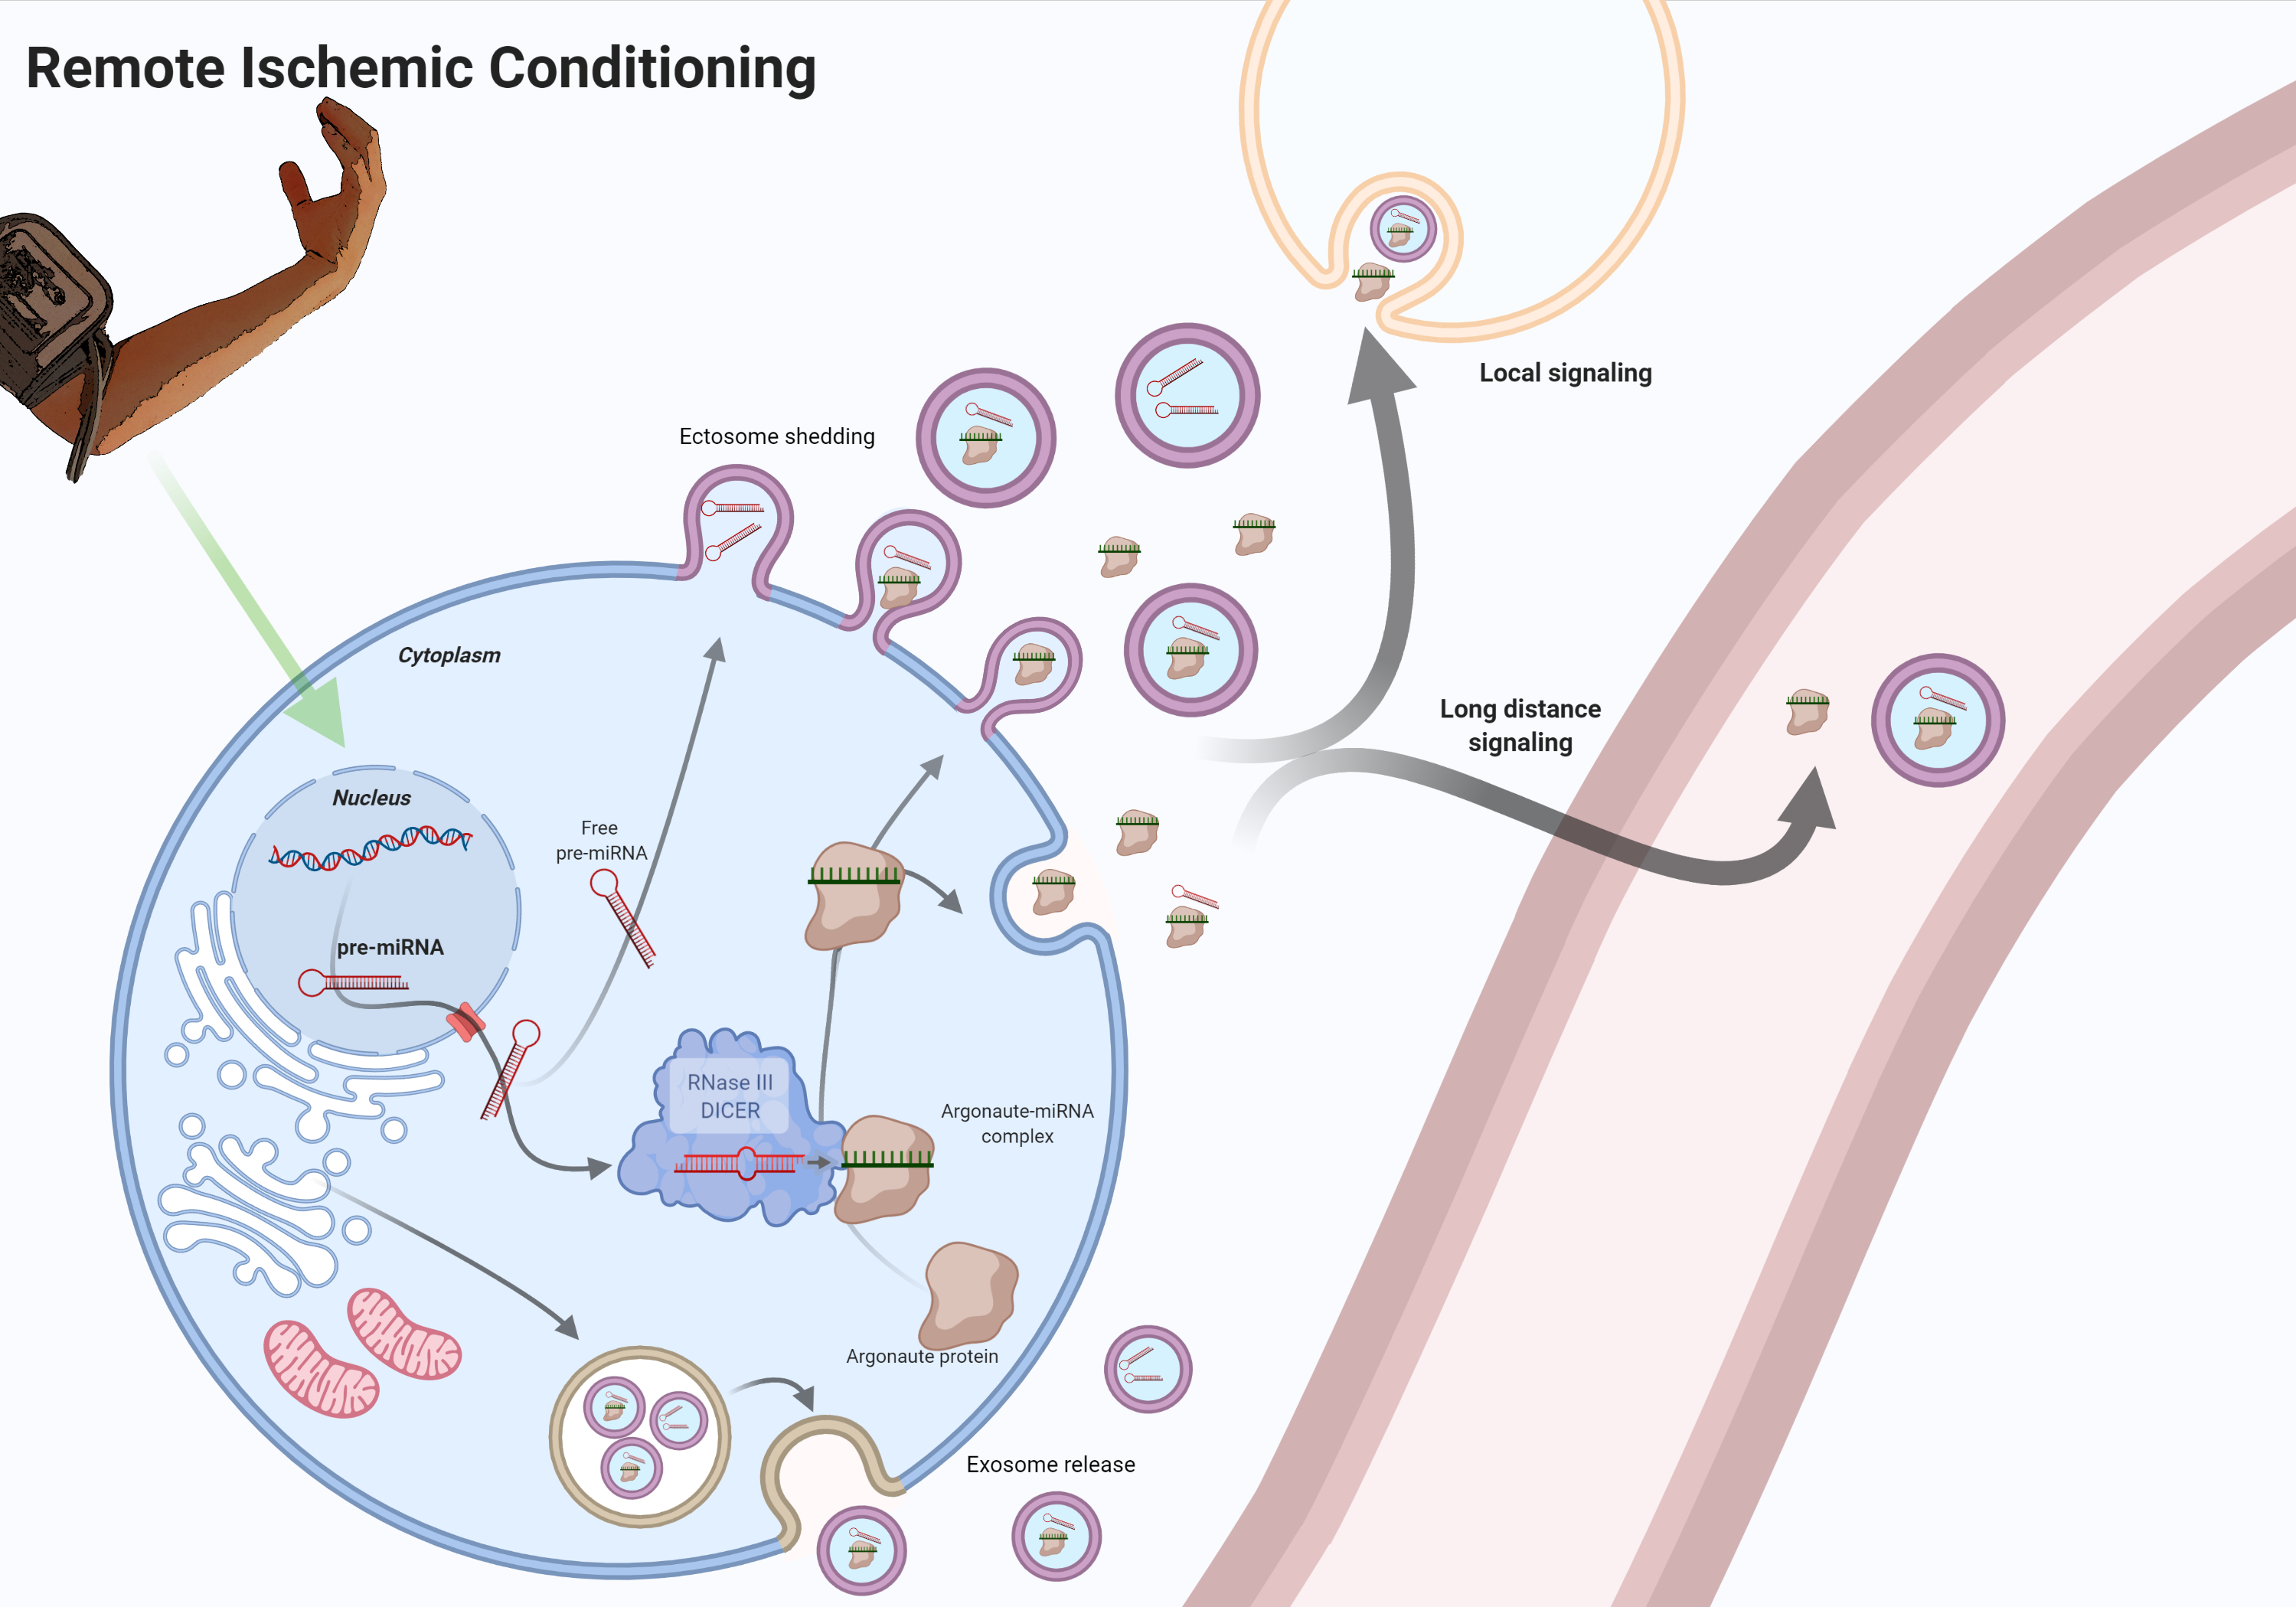 Remote Ischemic Conditioning
Local signaling
Ectosome shedding
Cytoplasm
Long distance
signaling
Nucleus
Free
pre-miRNA
pre-miRNA
RNase III
DICER
Argonaute-miRNA
complex
Argonaute protein
Exosome release